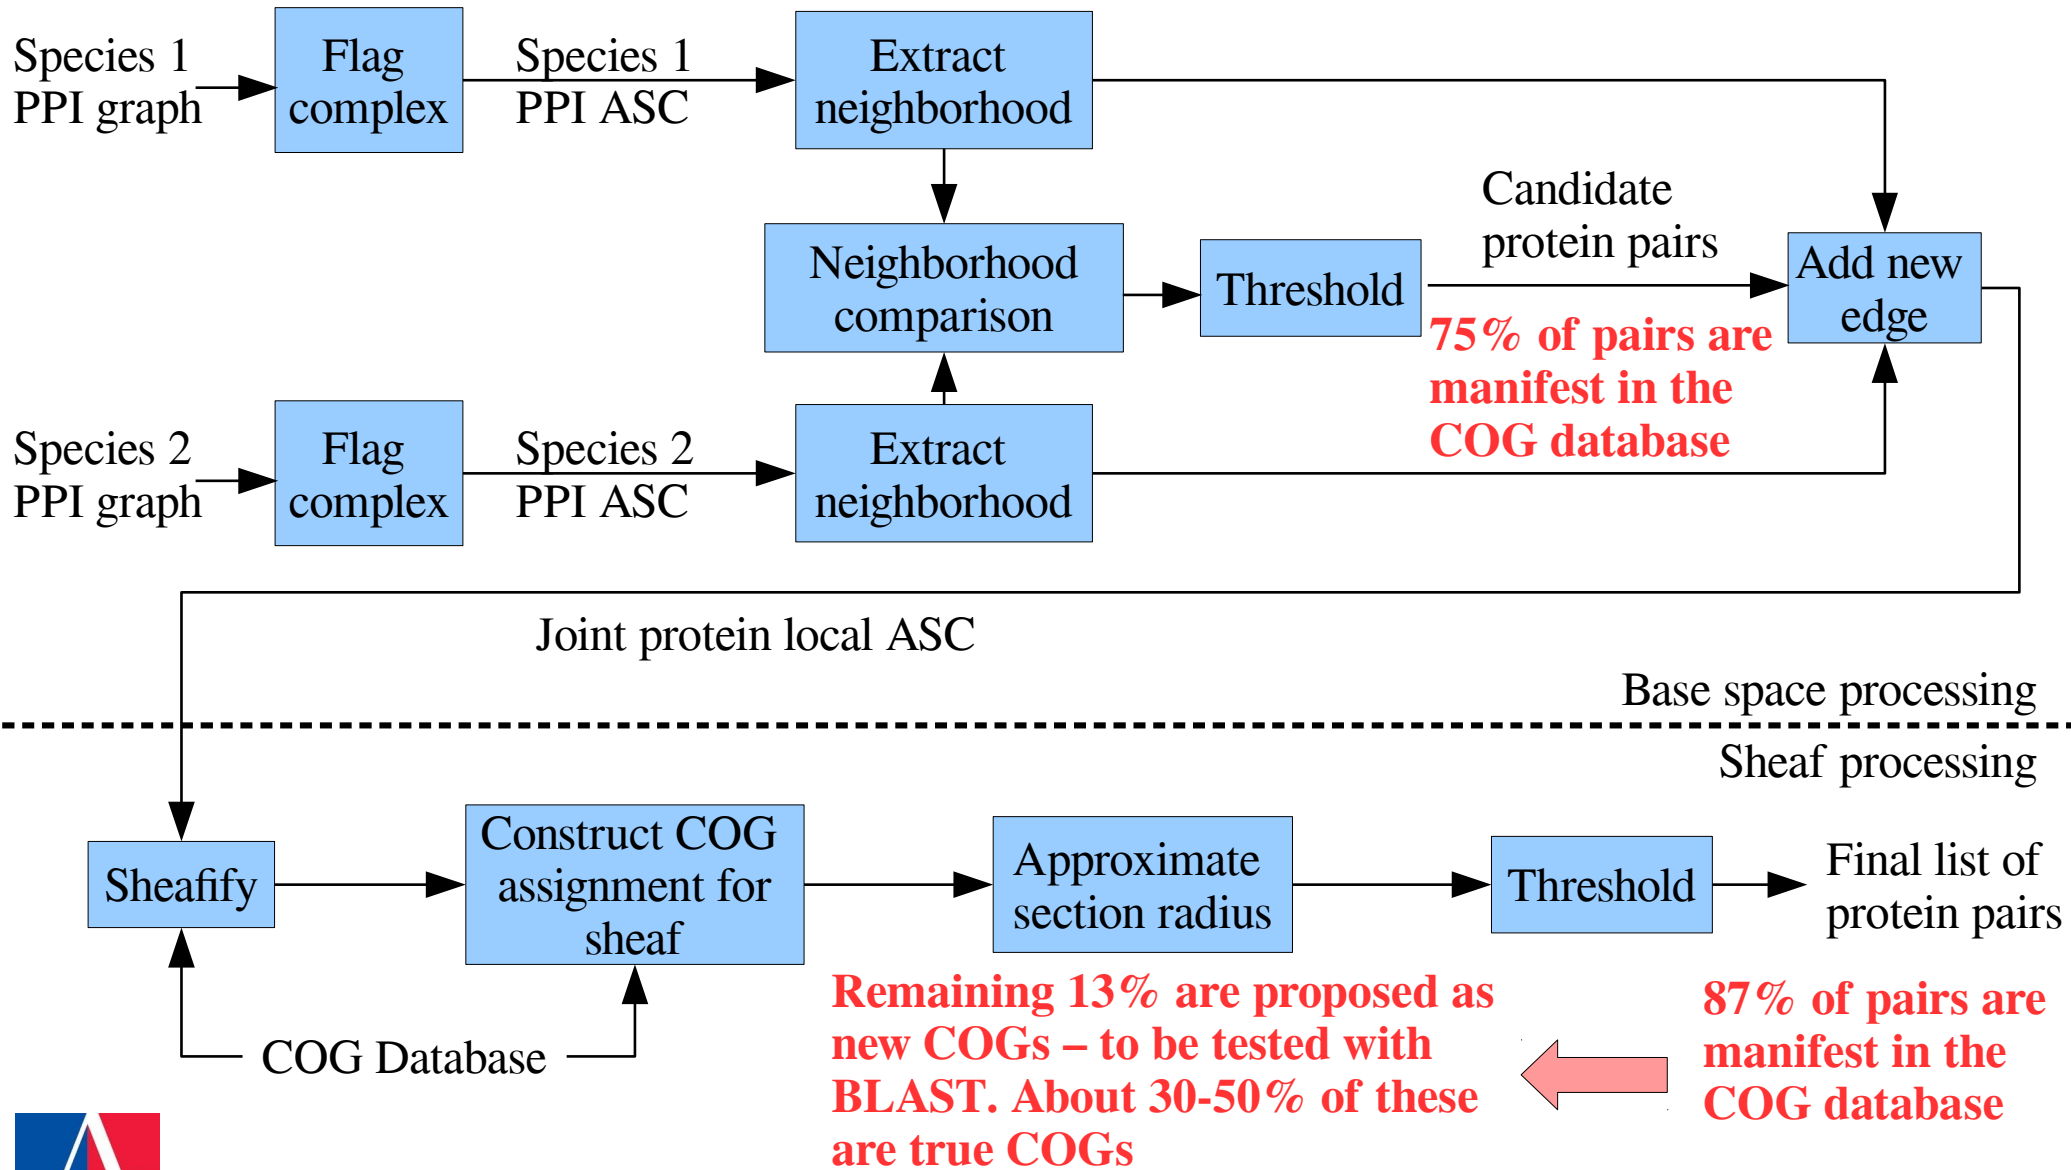 Species 1
PPI graph
Flag
complex
Species 1
PPI ASC
Extract
neighborhood
Neighborhood
comparison
Threshold
Candidate
protein pairs
75% of pairs are
manifest in the
COG database
Add new
edge
Species 2
PPI graph
Flag
complex
Species 2
PPI ASC
Extract
neighborhood
Joint protein local ASC
Base space processing
Sheaf processing
Sheafify
Construct COG
assignment for
sheaf
Approximate
section radius
Threshold
Final list of
protein pairs
COG Database
Remaining 13% are proposed as
new COGs – to be tested with
BLAST. About 30-50% of these
are true COGs
87% of pairs are
manifest in the
COG database